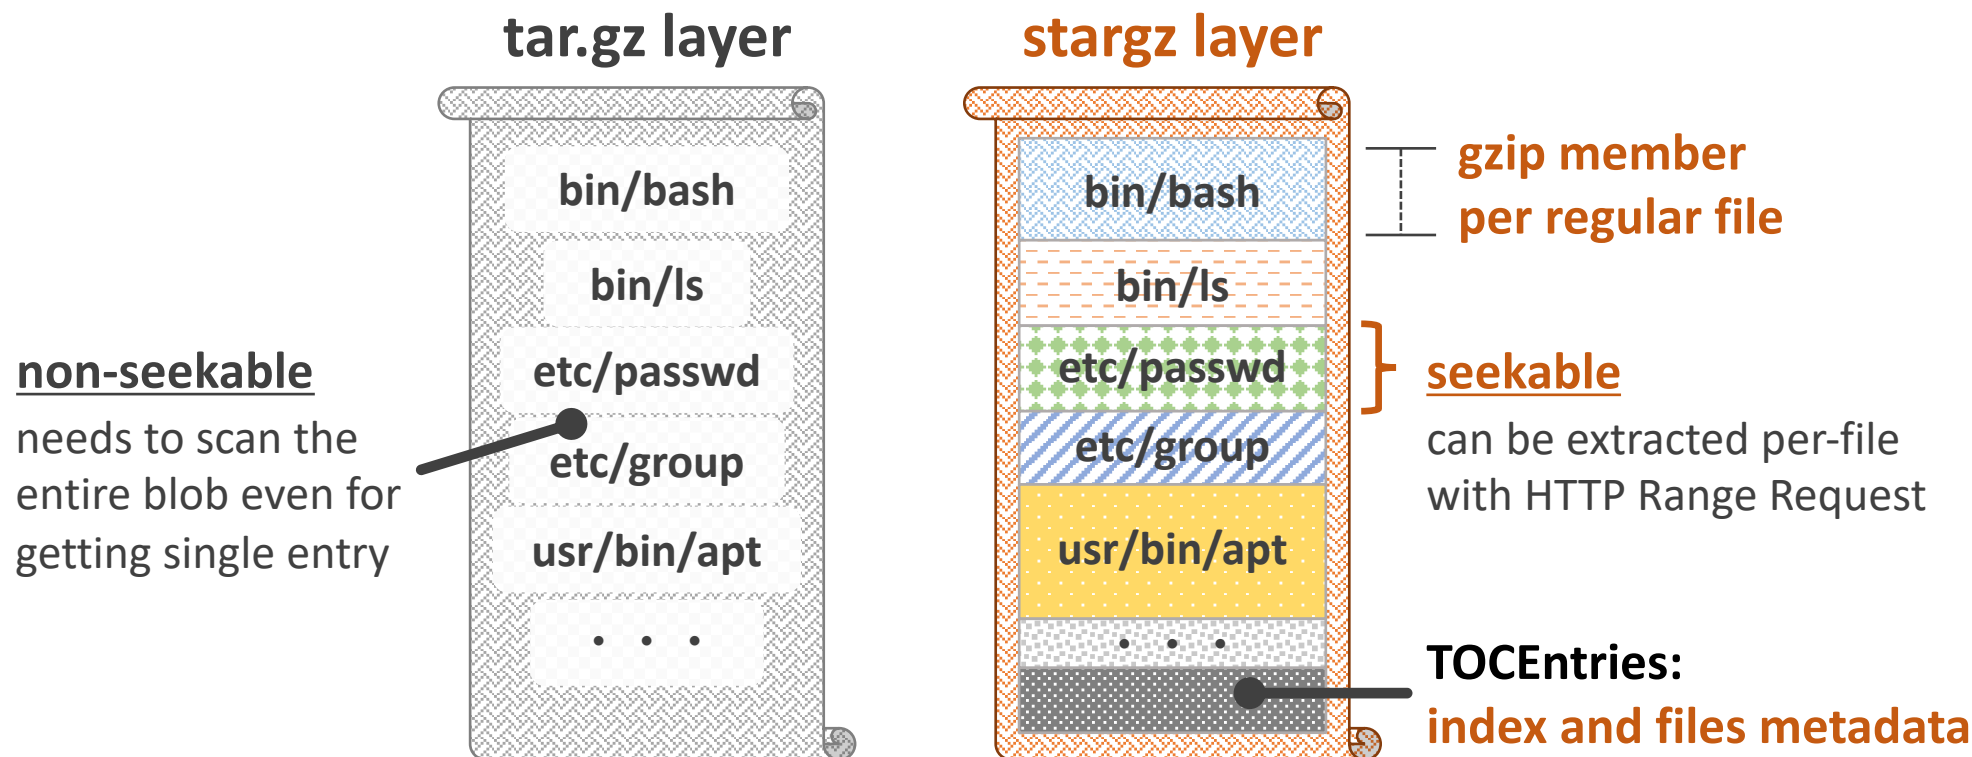 tar.gz layer
bin/bash
bin/ls
etc/passwd
etc/group
usr/bin/apt
. . .
non-seekable
needs to scan the
entire blob even for
getting single entry
stargz layer
bin/bash
bin/ls
etc/passwd
etc/group
usr/bin/apt
. . .
gzip member
per regular file
seekable
can be extracted per-file
with HTTP Range Request
TOCEntries:
index and files metadata